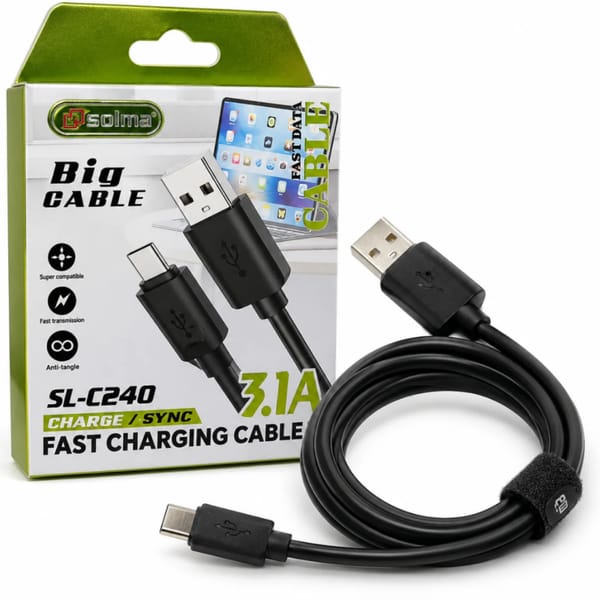 solma®
Big
CABLE
FAST DATA
CABLE
Super compatible
Fast transmission
Anti-tangle
SL-C240
3.1A
CHARGE / SYNC
FAST CHARGING CABLE